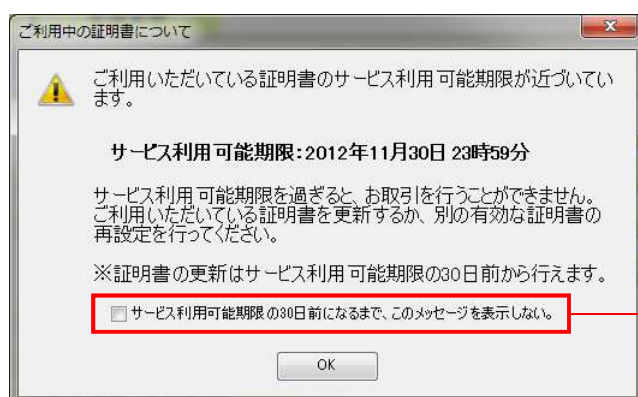 ご利用中の証明書について
ご利用いただいている証明書のサービス利用可能期限が近づいてい
ます。
サービス利用可能期限:2012年11月30日 23時59分
サービス利用可能期限を過ぎると、お取引を行うことができません。
ご利用いただいている証明書を更新するか、別の有効な証明書の
再設定を行ってください。
※証明書の更新はサービス利用可能期限の30日前から行えます。
サービス利用可能期限の30日前になるまで、このメッセージを表示しない。
OK